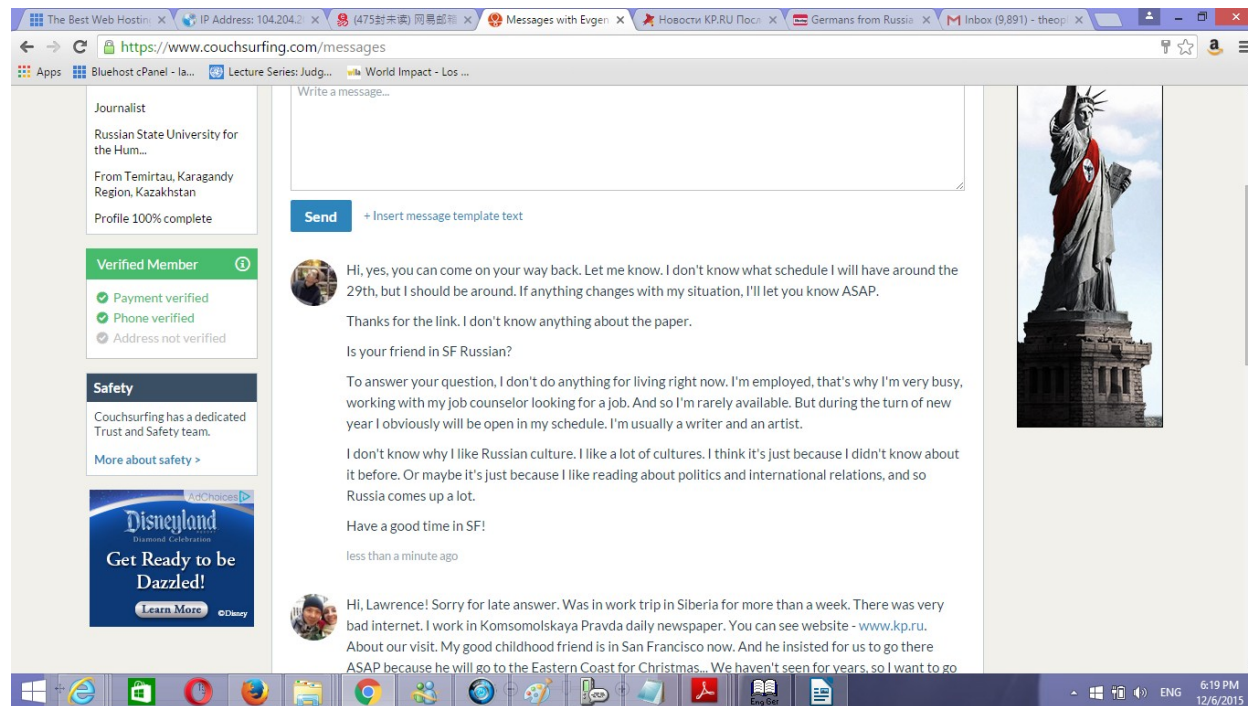 The Best Web Hostin
IP Address: 104.204.2
(475封未读) 网易邮
Messages with Evgen
Новости KP.RU Посл
Germans from Russia
Inbox (9,891) - theop
https://www.couchsurfing.com/messages
Apps
Bluehost cPanel - la...
Lecture Series: Judg...
World Impact - Los ...
Journalist
Russian State University for
the Hum...
From Temirtau, Karagandy
Region, Kazakhstan
Profile 100% complete
Verified Member
Payment verified
Phone verified
Address not verified
Safety
Couchsurfing has a dedicated
Trust and Safety team.
More about safety >
AdChoices
Disneyland
Diamond Celebration
Get Ready to be
Dazzled!
Learn More
©Disney
Write a message...
Send
+ Insert message template text
Hi, yes, you can come on your way back. Let me know. I don't know what schedule I will have around the
29th, but I should be around. If anything changes with my situation, I'll let you know ASAP.
Thanks for the link. I don't know anything about the paper.
Is your friend in SF Russian?
To answer your question, I don't do anything for living right now. I'm employed, that's why I'm very busy,
working with my job counselor looking for a job. And so I'm rarely available. But during the turn of new
year I obviously will be open in my schedule. I'm usually a writer and an artist.
I don't know why I like Russian culture. I like a lot of cultures. I think it's just because I didn't know about
it before. Or maybe it's just because I like reading about politics and international relations, and so
Russia comes up a lot.
Have a good time in SF!
less than a minute ago
Hi, Lawrence! Sorry for late answer. Was in work trip in Siberia for more than a week. There was very
bad internet. I work in Komsomolskaya Pravda daily newspaper. You can see website - www.kp.ru.
About our visit. My good childhood friend is in San Francisco now. And he insisted for us to go there
ASAP because he will go to the Eastern Coast for Christmas... We haven't seen for years, so I want to go
Eng Ger
ENG
6:19 PM
12/6/2015